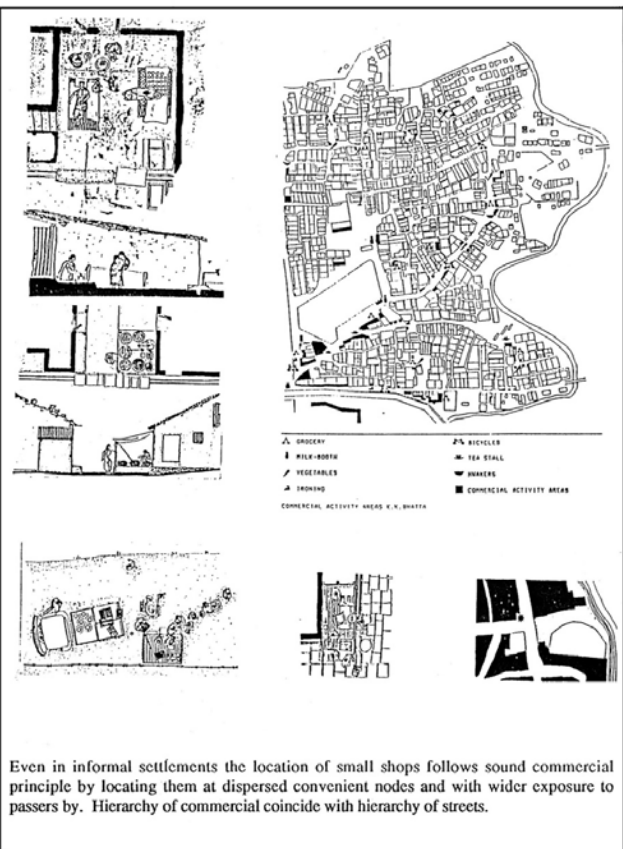 GROCERY
MILK-BOOTH
VEGETABLES
IRONING
BICYCLES
TEA STALL
HAWKERS
COMMERCIAL ACTIVITY AREAS
COMMERCIAL ACTIVITY AREAS K.K.BHATTA
Even in informal settlements the location of small shops follows sound commercial
principle by locating them at dispersed convenient nodes and with wider exposure to
passers by. Hierarchy of commercial coincide with hierarchy of streets.